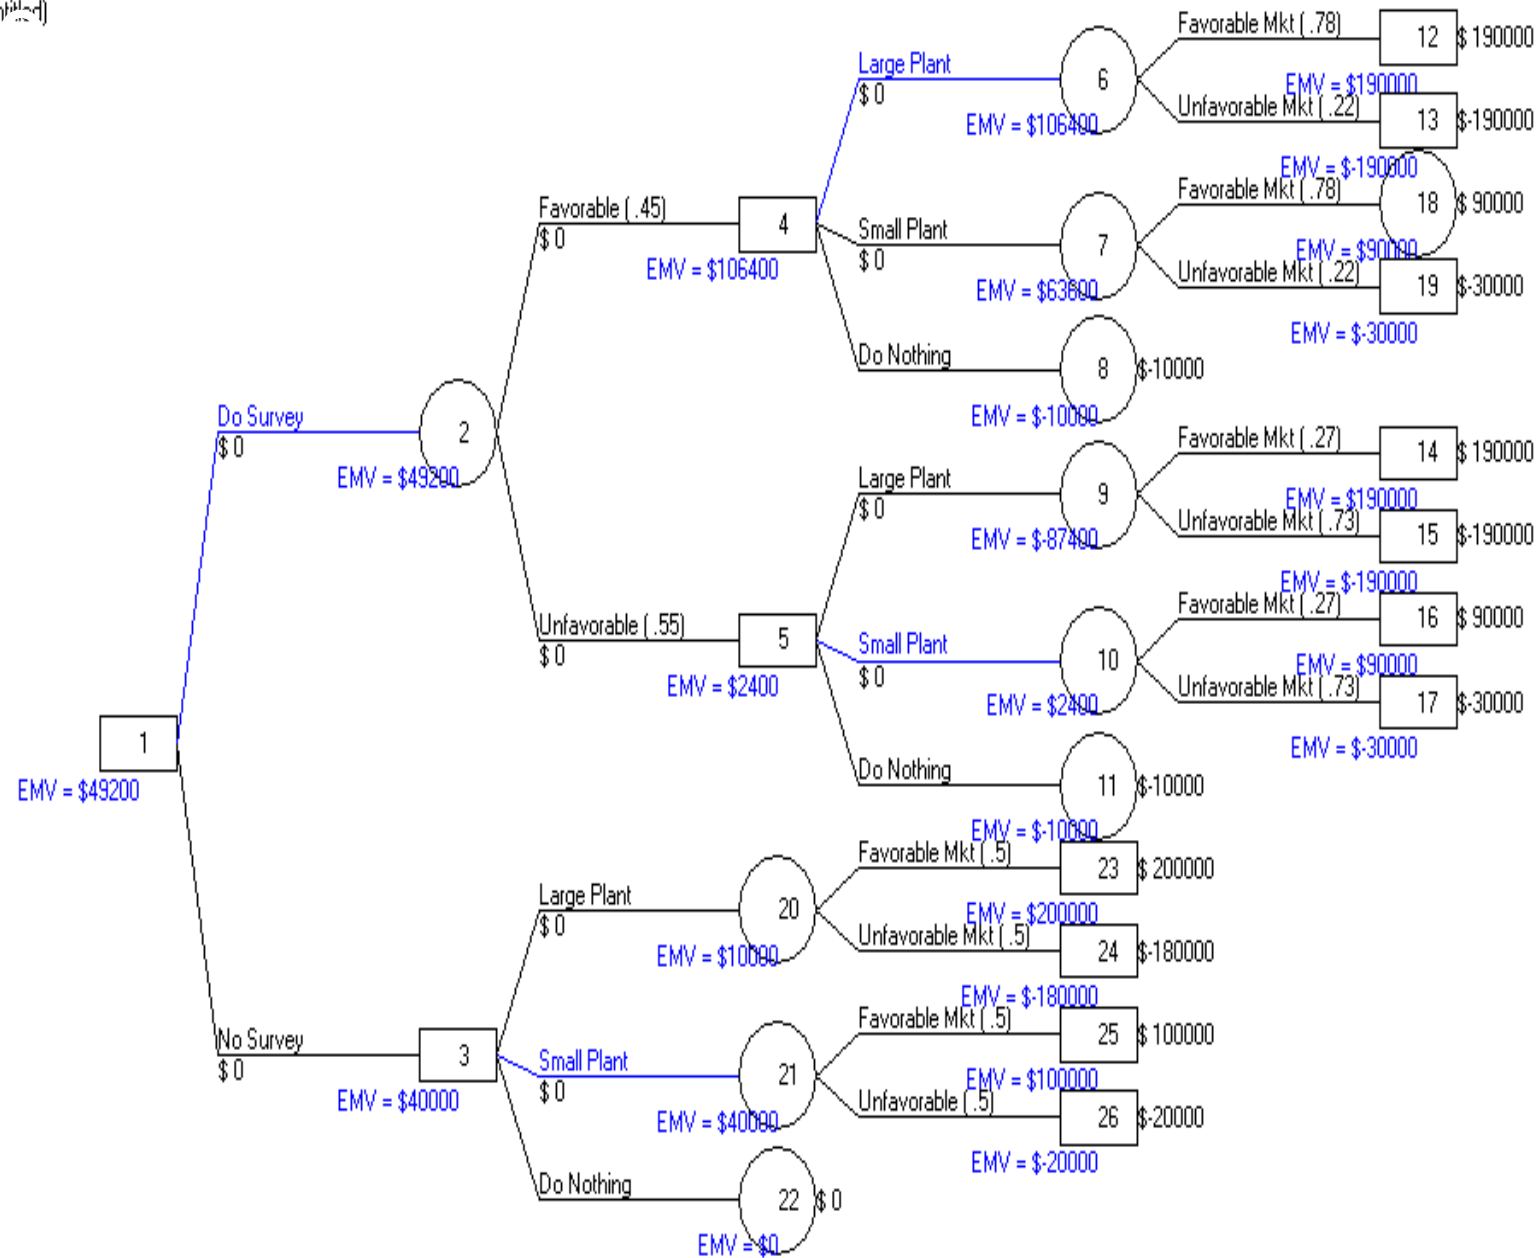 Favorable Mkt ( .78)
12
$ 190000
Large Plant
$ 0
6
EMV = $190000
EMV = $106400
Unfavorable Mkt ( .22)
13
$-190000
EMV = $-190000
Favorable Mkt ( .78)
18
$ 90000
Favorable ( .45)
$ 0
4
EMV = $106400
Small Plant
$ 0
7
EMV = $90000
EMV = $63600
Unfavorable Mkt ( .22)
19
$-30000
EMV = $-30000
Do Nothing
8
$-10000
EMV = $-10000
Do Survey
$ 0
2
EMV = $49200
Favorable Mkt ( .27)
14
$ 190000
Large Plant
$ 0
9
EMV = $190000
EMV = $-87400
Unfavorable Mkt ( .73)
15
$-190000
EMV = $-190000
Favorable Mkt ( .27)
16
$ 90000
Unfavorable ( .55)
$ 0
5
EMV = $2400
Small Plant
$ 0
10
EMV = $90000
EMV = $2400
Unfavorable Mkt ( .73)
17
$-30000
EMV = $-30000
1
EMV = $49200
Do Nothing
11
$-10000
EMV = $-10000
Favorable Mkt ( .5)
23
$ 200000
Large Plant
$ 0
20
EMV = $200000
EMV = $10000
Unfavorable Mkt ( .5)
24
$-180000
EMV = $-180000
No Survey
$ 0
3
EMV = $40000
Favorable Mkt ( .5)
25
$ 100000
Small Plant
$ 0
21
EMV = $100000
EMV = $40000
Unfavorable ( .5)
26
$-20000
EMV = $-20000
Do Nothing
22
$ 0
EMV = $0